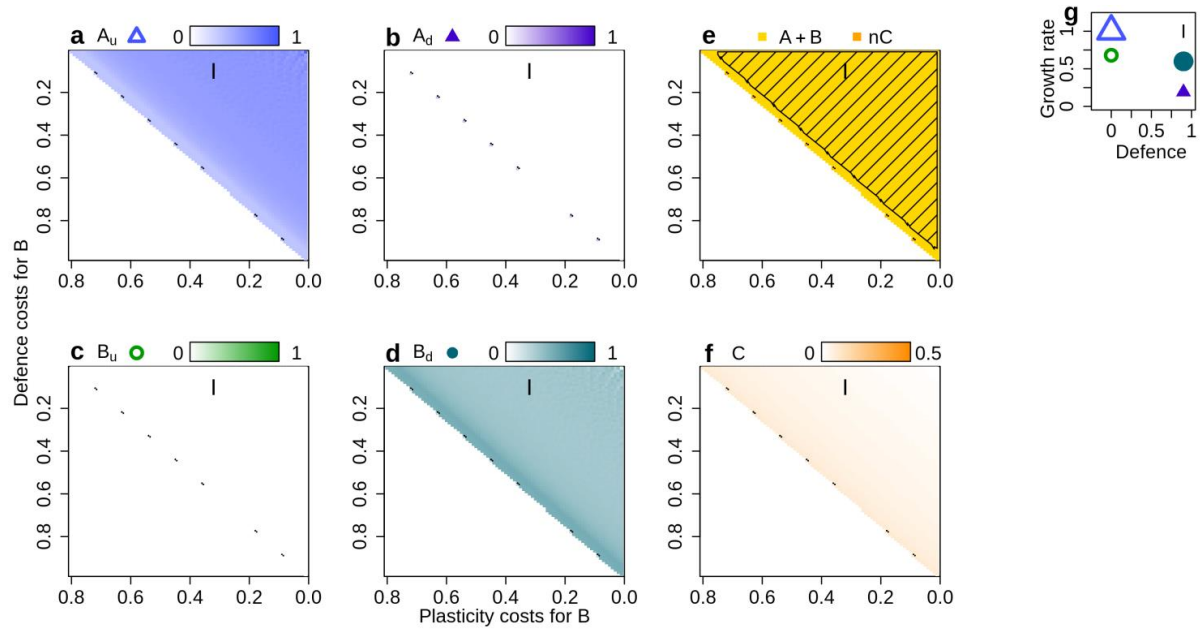 a Au 0 1
b Ad 0 1
e A + B nC
g
I
I
I
I
Growth rate
0 0.5 1
0 0.5 1
Defence
0.2 0.4 0.6 0.8
0.8 0.6 0.4 0.2 0.0
0.2 0.4 0.6 0.8
0.8 0.6 0.4 0.2 0.0
0.2 0.4 0.6 0.8
0.8 0.6 0.4 0.2 0.0
Defence costs for B
c Bu 0 1
d Bd 0 1
f C 0 0.5
I
I
I
0.2 0.4 0.6 0.8
0.8 0.6 0.4 0.2 0.0
0.2 0.4 0.6 0.8
0.8 0.6 0.4 0.2 0.0
0.2 0.4 0.6 0.8
0.8 0.6 0.4 0.2 0.0
Plasticity costs for B